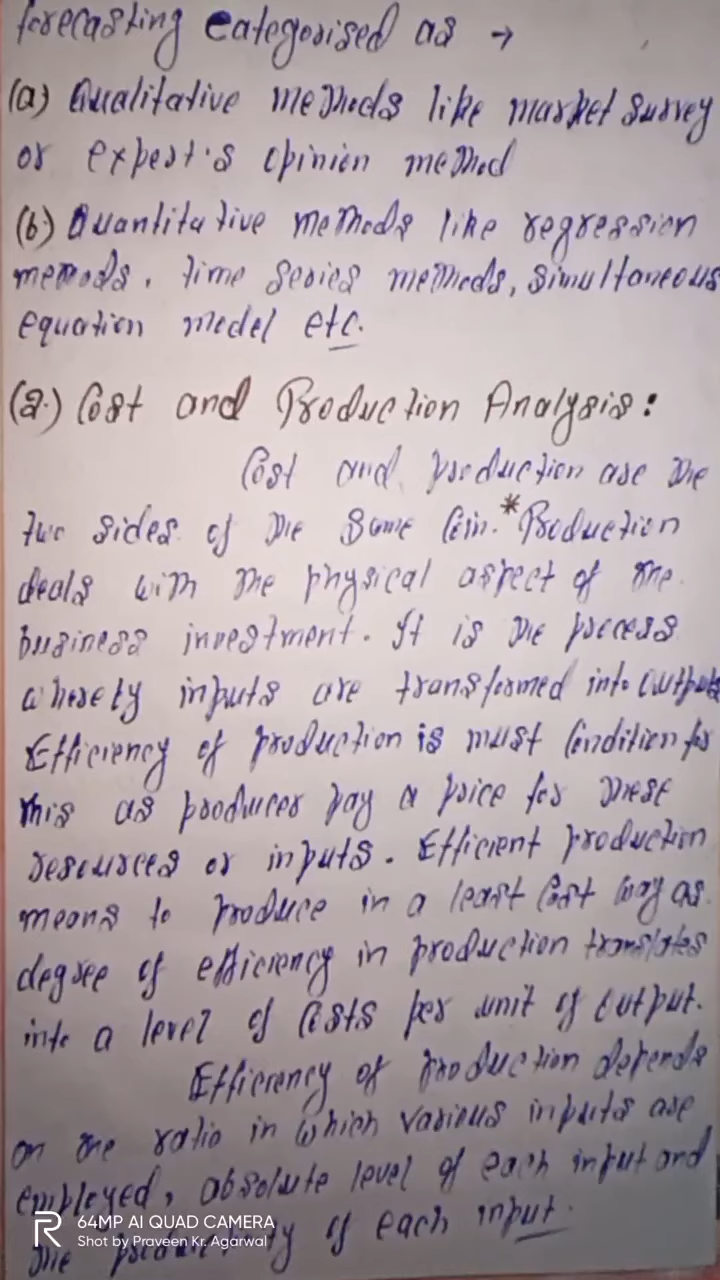 forecasting categorised as →
(a) Qualitative methods like market survey
or expert's opinion method
(b) Quantitative methods like regression
methods, time series methods, simultaneous
equation model etc.
(2.) Cost and Production Analysis:
Cost and production are the
two sides of the same coin. *Production
deals with the physical aspect of the
business investment. It is the process
whereby inputs are transformed into outputs
Efficiency of production is must condition for
this as producer pay a price for these
resources or inputs. Efficient production
means to produce in a least cost way as
degree of efficiency in production translates
into a level of costs per unit of output.
Efficiency of production depends
on the ratio in which various inputs are
employed, absolute level of each input and
the productivity of each input.
64MP AI QUAD CAMERA
Shot by Praveen Kr. Agarwal